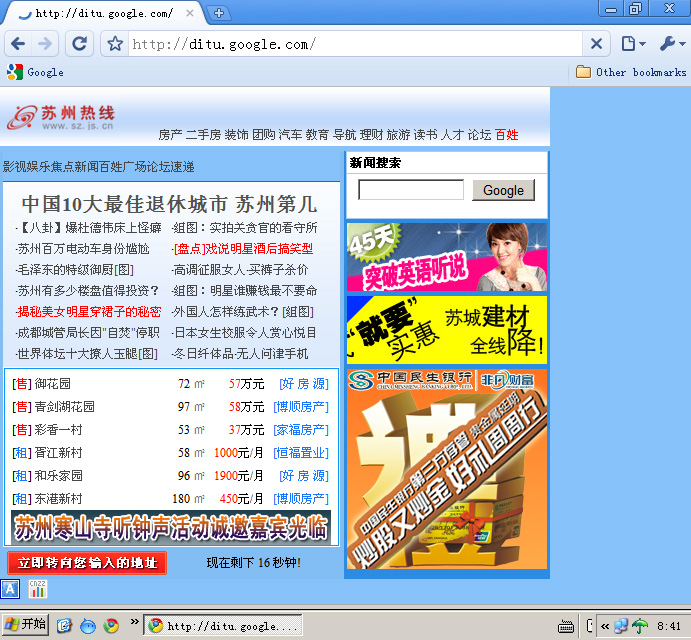 http://ditu.google.com/
http://ditu.google.com/
Google
Other bookmarks
苏州热线
www.sz.js.cn
房产 二手房 装饰 团购 汽车 教育 导航 理财 旅游 读书 人才 论坛 百姓
影视娱乐焦点新闻百姓广场论坛速递
中国10大最佳退休城市 苏州第几
·【八卦】爆杜德伟床上怪癖 ·组图：实拍关贪官的看守所
·苏州百万电动车身份尴尬 ·[盘点]戏说明星酒后搞笑型
·毛泽东的特级御厨[图] ·高调征服女人·买裤子杀价
·苏州有多少楼盘值得投资？ ·组图：明星谁赚钱最不要命
·揭秘美女明星穿裙子的秘密 ·外国人怎样练武术？[组图]
·成都城管局长因"自焚"停职 ·日本女生校服令人赏心悦目
·世界体坛十大撩人玉腿[图] ·冬日纤体品·无人问津手机
[售] 御花园 72 ㎡ 57万元 [好 房 源]
[售] 青剑湖花园 97 ㎡ 58万元 [博顺房产]
[售] 彩香一村 53 ㎡ 37万元 [家福房产]
[租] 晋江新村 58 ㎡ 1000元/月 [恒福置业]
[租] 和乐家园 96 ㎡ 1900元/月 [好 房 源]
[租] 东港新村 180 ㎡ 450元/月 [博顺房产]
苏州寒山寺听钟声活动诚邀嘉宾光临
立即转向您输入的地址 现在剩下 16 秒钟!
新闻搜索
Google
45天
突破英语听说
"就要"
实惠
苏城建材
全线降!
中国民生银行 非凡财富
CHINA MINSHENG BANKING CORP.,LTD.
中国民生银行第三方存管 贵金属延期
炒股又炒金 好礼周周行
A
CNZZ
开始
»
http://ditu.google....
«
8:41